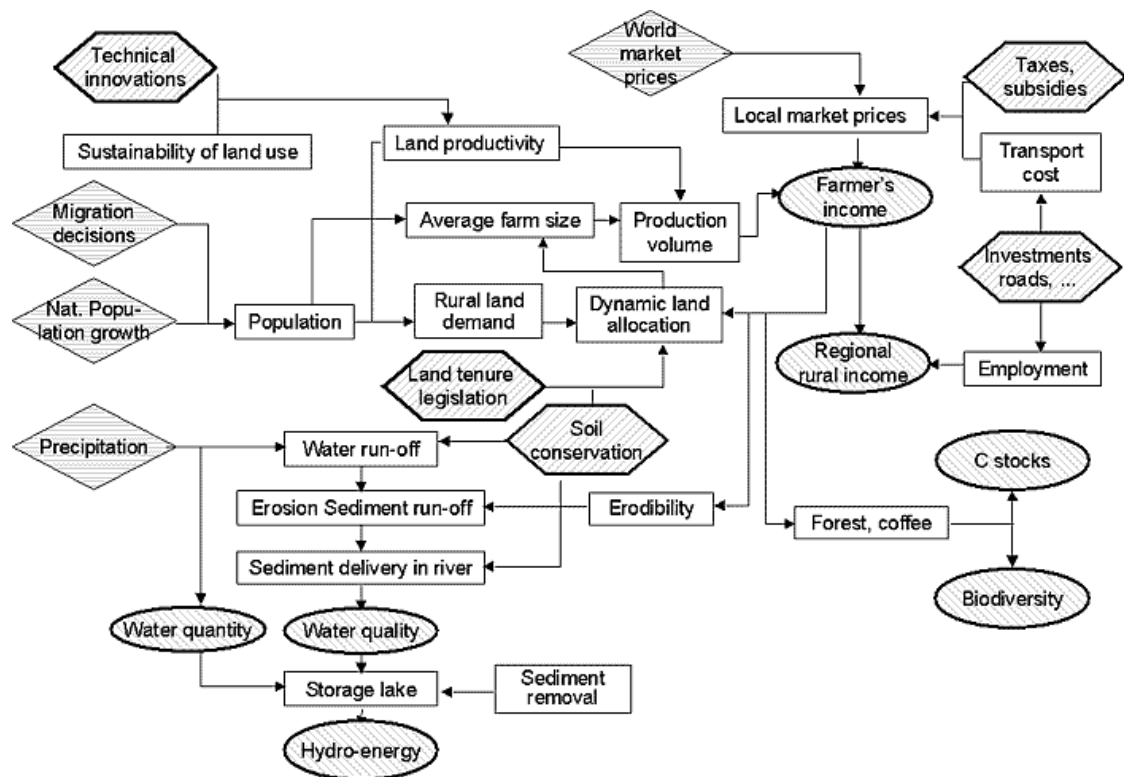 World
market
prices
Technical
innovations
Taxes,
subsidies
Local market prices
Land productivity
Sustainability of land use
Transport
cost
Farmer's
income
Migration
decisions
Average farm size
Production
volume
Investments
roads, ...
Nat. Popu-
lation growth
Population
Rural land
demand
Dynamic land
allocation
Regional
rural income
Employment
Land tenure
legislation
Soil
conservation
Precipitation
Water run-off
C stocks
Erosion Sediment run-off
Erodibility
Forest, coffee
Sediment delivery in river
Biodiversity
Water quantity
Water quality
Storage lake
Sediment
removal
Hydro-energy